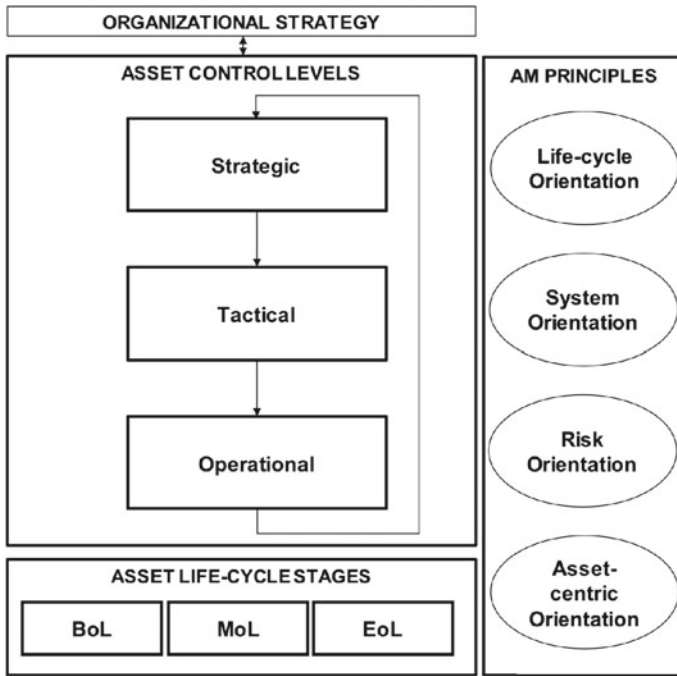 ORGANIZATIONAL STRATEGY
ASSET CONTROL LEVELS
Strategic
Tactical
Operational
ASSET LIFE-CYCLE STAGES
BoL
MoL
EoL
AM PRINCIPLES
Life-cycle
Orientation
System
Orientation
Risk
Orientation
Asset-
centric
Orientation